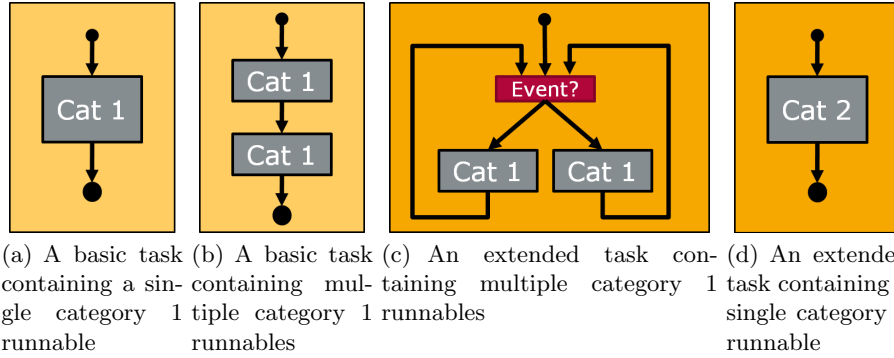 Cat 1
Cat 1
Cat 1
Event?
Cat 1
Cat 1
Cat 2
(a) A basic task
containing a sin-
gle category 1
runnable
(b) A basic task
containing mul-
tiple category 1
runnables
(c) An extended task con-
taining multiple category 1
runnables
(d) An extende
task containing
single category
runnable